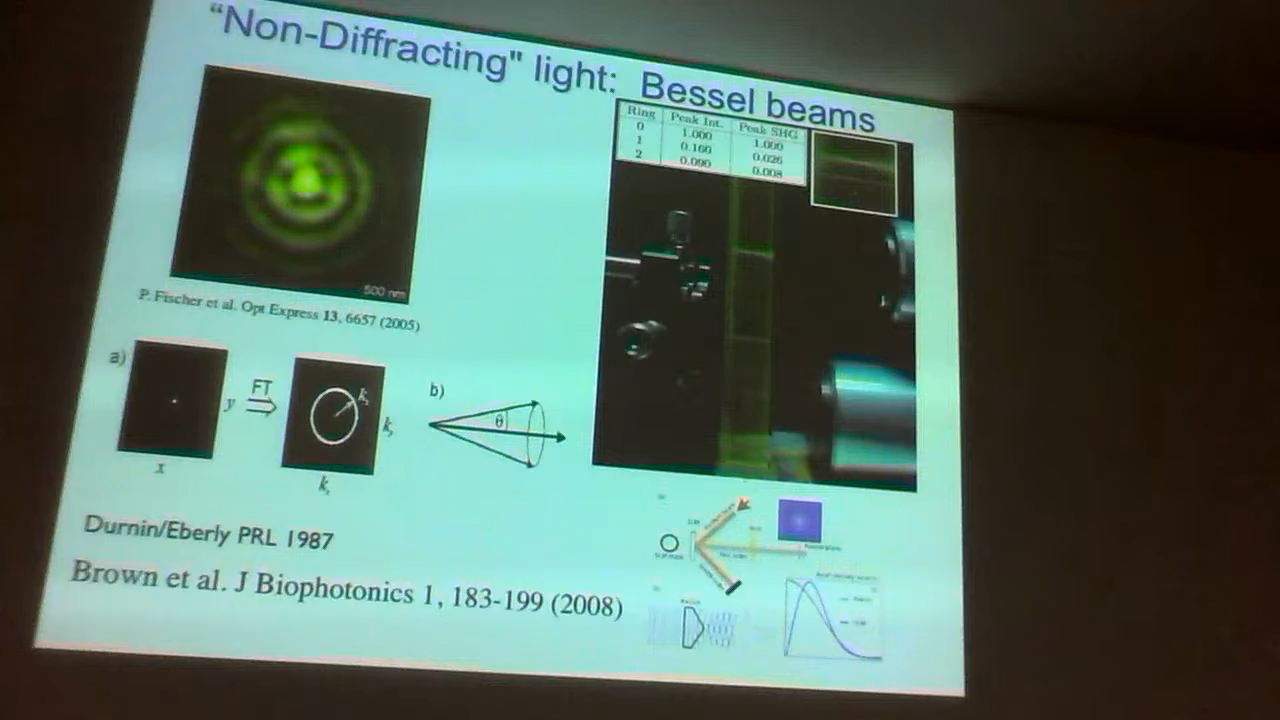 "Non-Diffracting" light: Bessel beams
Ring Peak Int. Peak SHG
0 1.000 1.000
1 0.160 0.026
2 0.090 0.008
500 nm
P. Fischer et al. Opt Express 13, 6657 (2005)
a)
y
x
FT
b)
θ
Durnin/Eberly PRL 1987
Brown et al. J Biophotonics 1, 183-199 (2008)